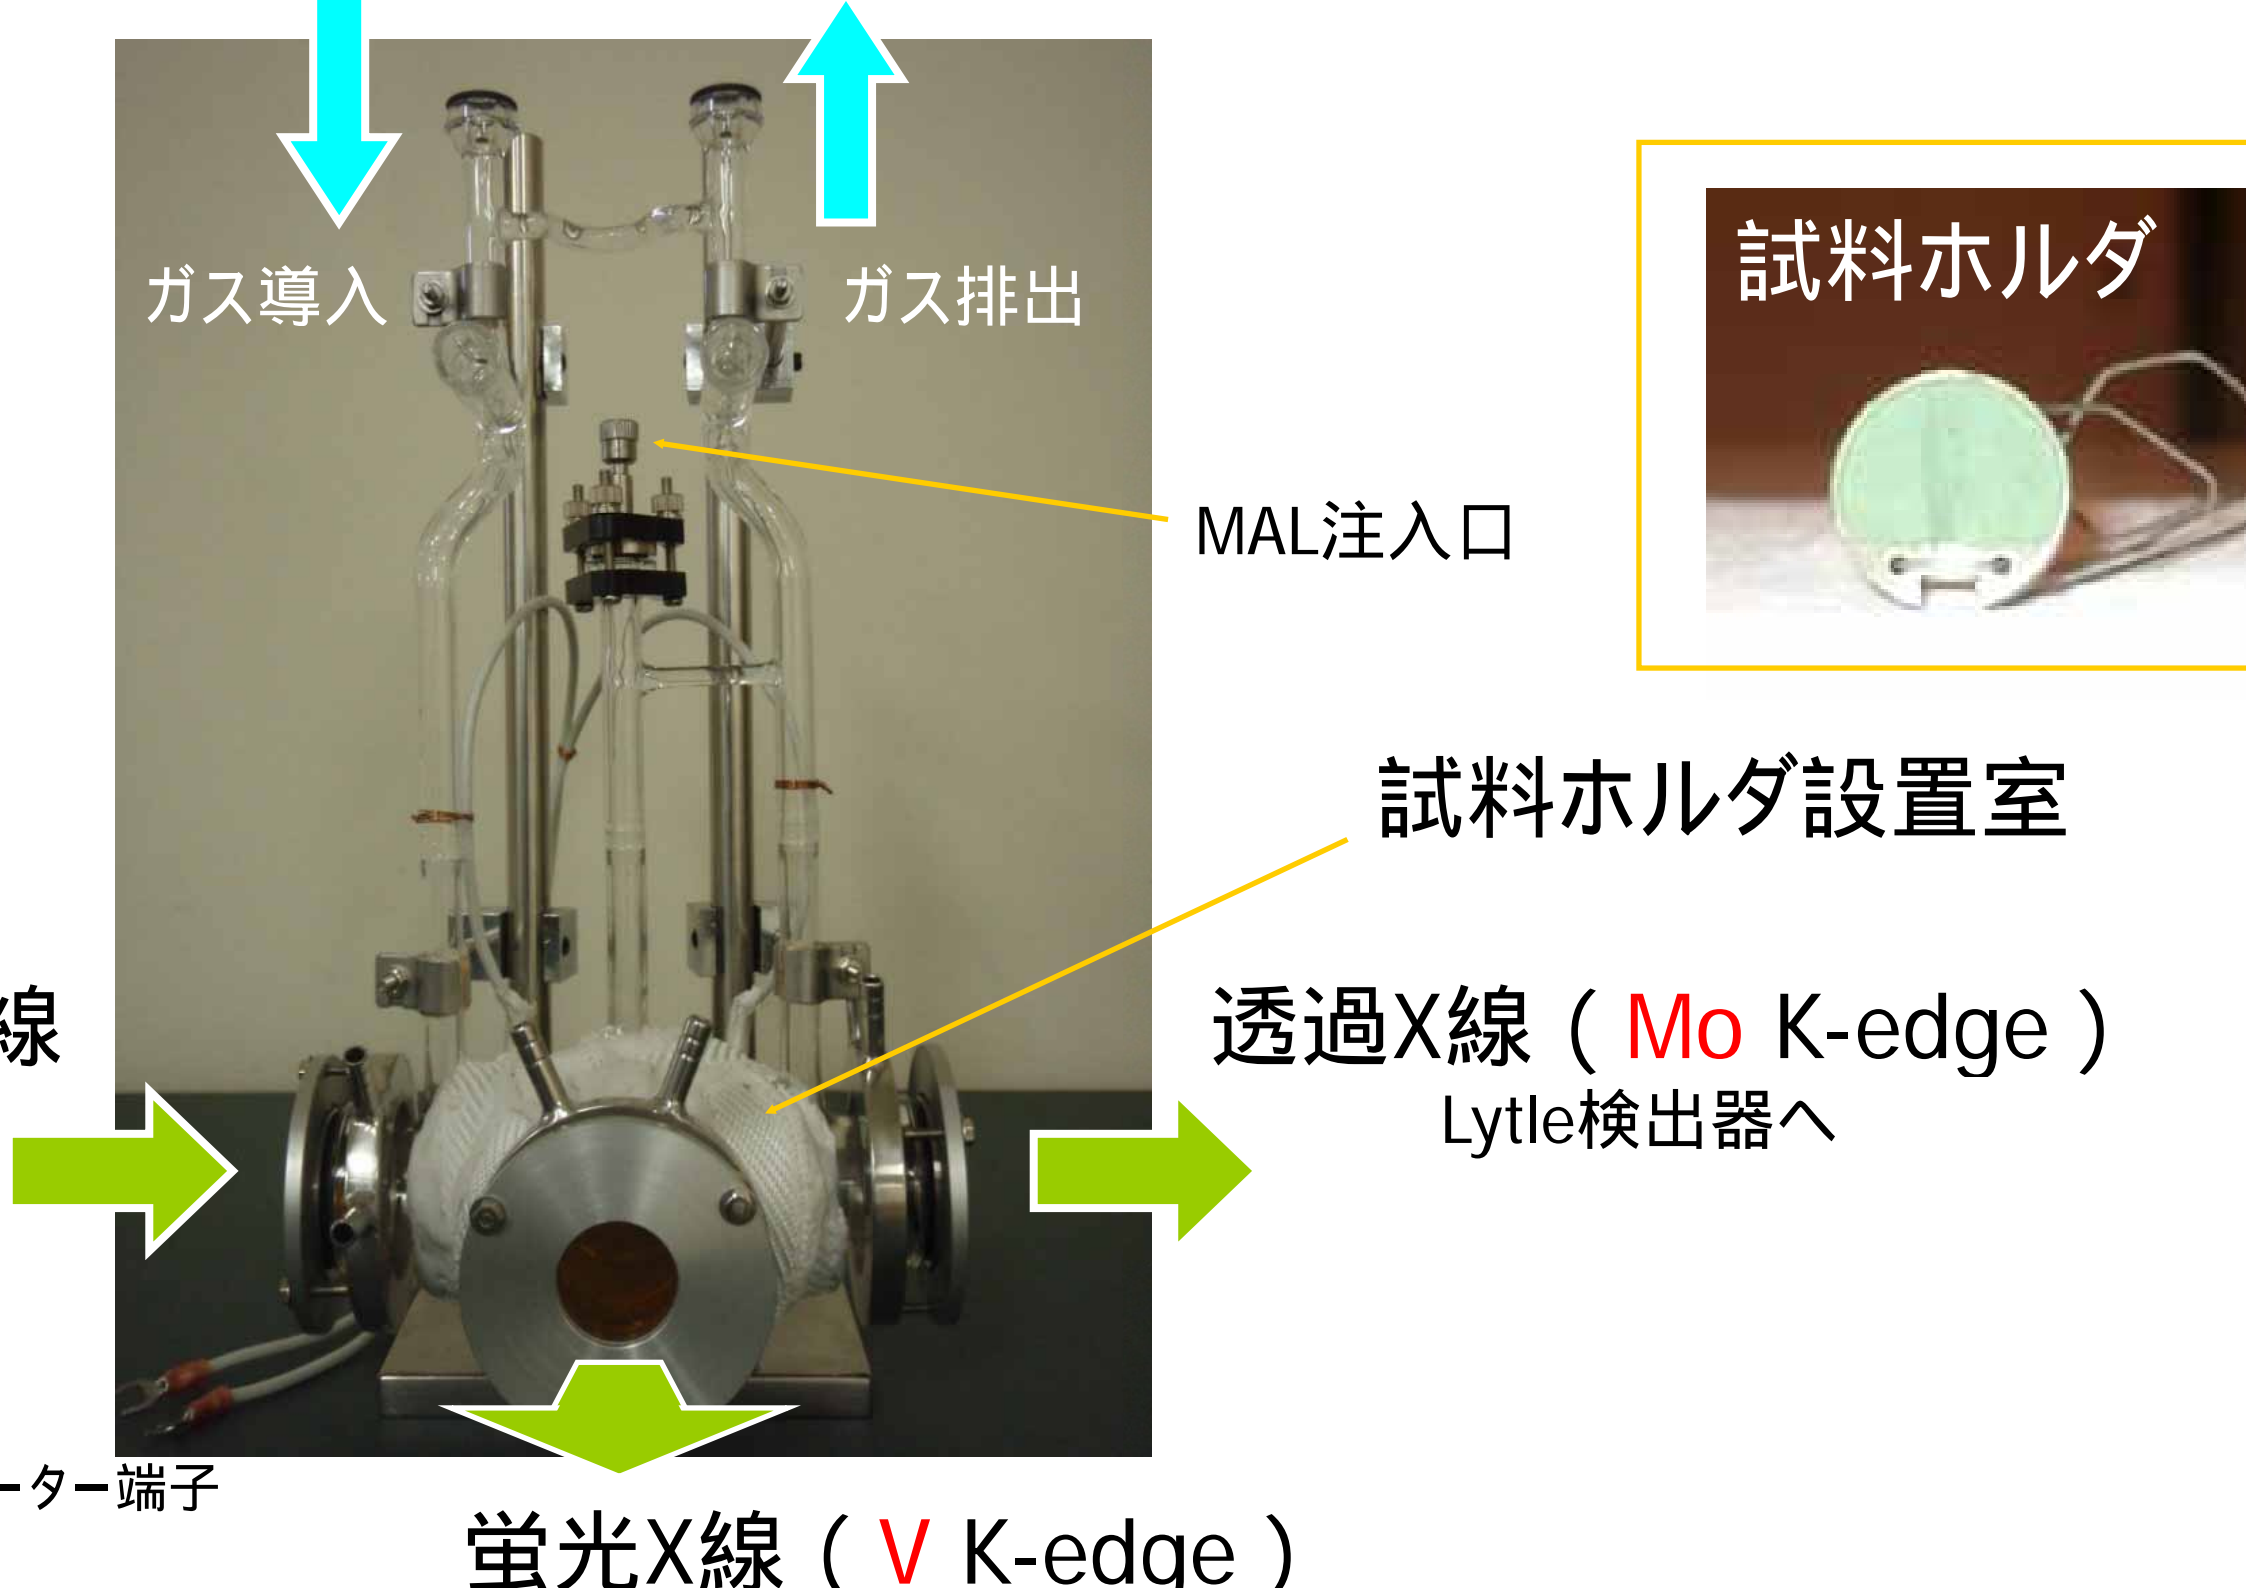 ガス導入
ガス排出
試料ホルダ
MAL注入口
試料ホルダ設置室
線
透過X線（Mo K-edge）
Lytle検出器へ
ーター端子
蛍光X線（V K-edge）